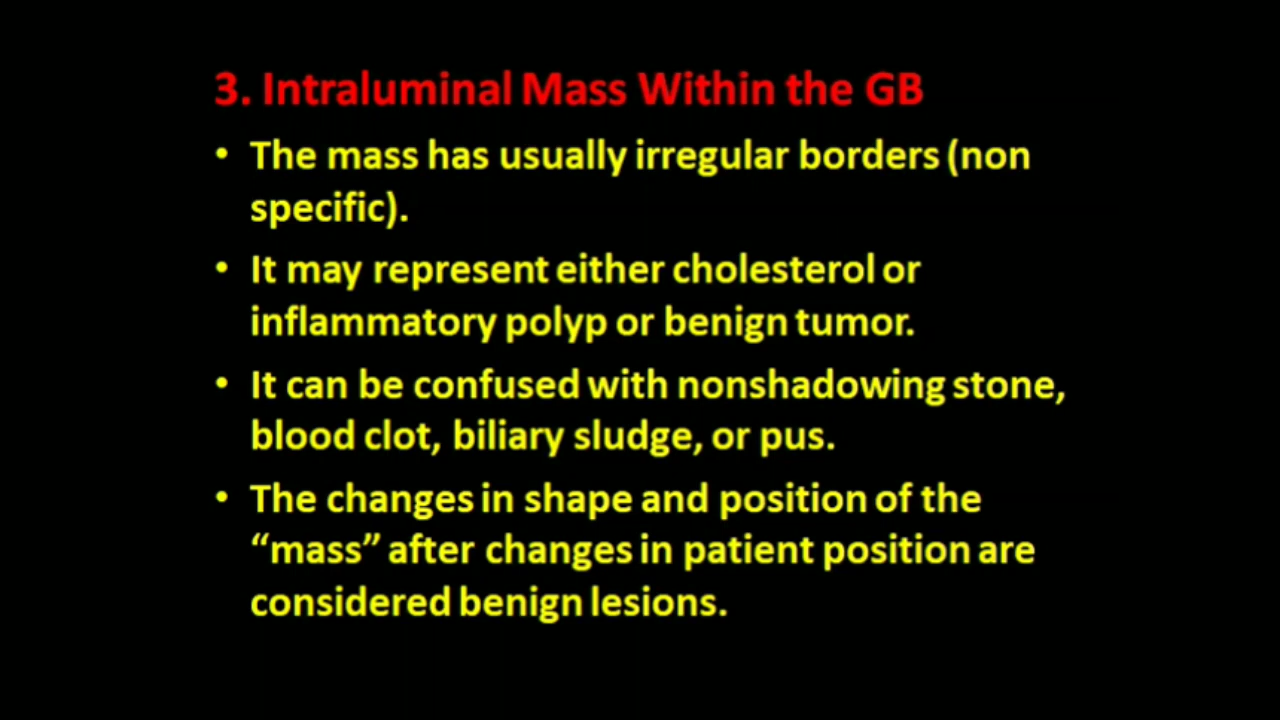 3. Intraluminal Mass Within the GB
• The mass has usually irregular borders (non
specific).
• It may represent either cholesterol or
inflammatory polyp or benign tumor.
• It can be confused with nonshadowing stone,
blood clot, biliary sludge, or pus.
• The changes in shape and position of the
“mass” after changes in patient position are
considered benign lesions.